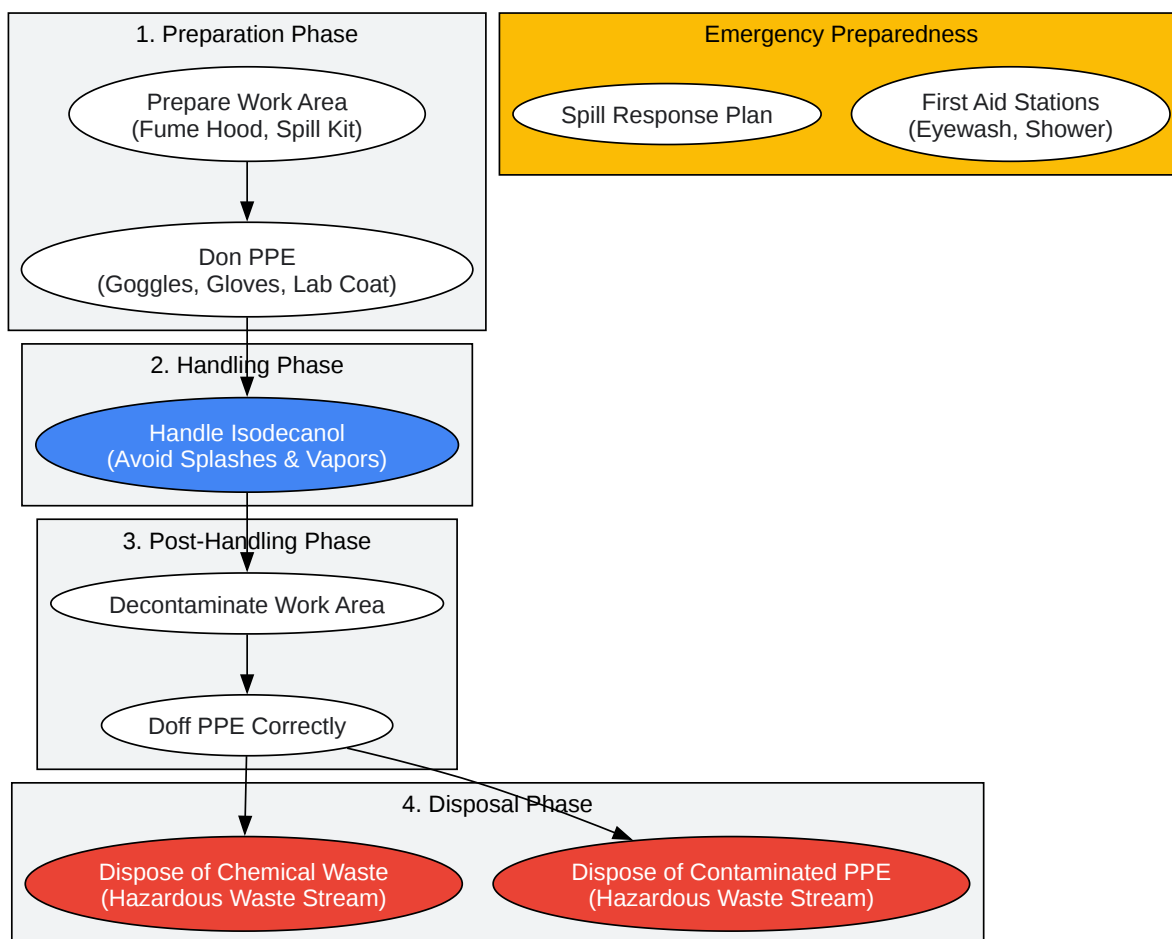 1. Preparation Phase
Prepare Work Area
(Fume Hood, Spill Kit)
Don PPE
(Goggles, Gloves, Lab Coat)
Emergency Preparedness
Spill Response Plan
First Aid Stations
(Eyewash, Shower)
2. Handling Phase
Handle Isodecanol
(Avoid Splashes & Vapors)
3. Post-Handling Phase
Decontaminate Work Area
Doff PPE Correctly
4. Disposal Phase
Dispose of Chemical Waste
(Hazardous Waste Stream)
Dispose of Contaminated PPE
(Hazardous Waste Stream)